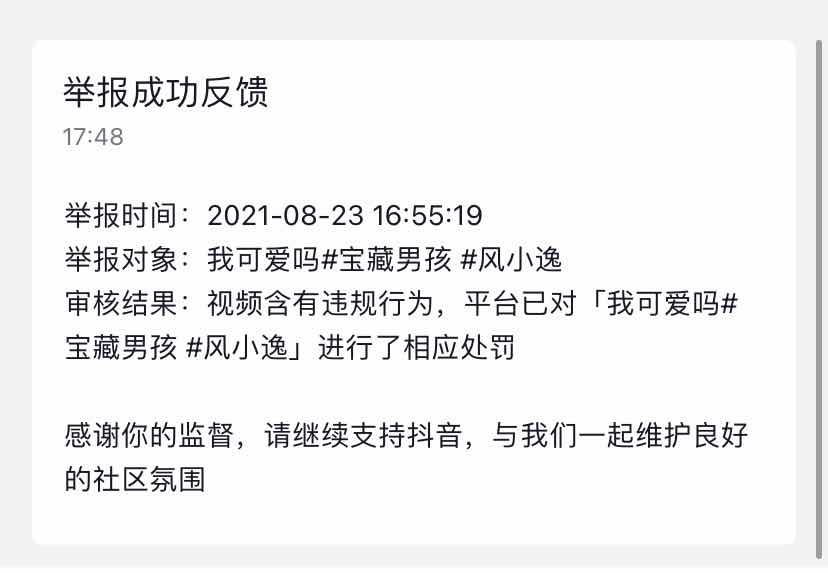 举报成功反馈
17:48
举报时间：2021-08-23 16:55:19
举报对象：我可爱吗#宝藏男孩 #风小逸
审核结果：视频含有违规行为，平台已对「我可爱吗#
宝藏男孩 #风小逸」进行了相应处罚
感谢你的监督，请继续支持抖音，与我们一起维护良好
的社区氛围